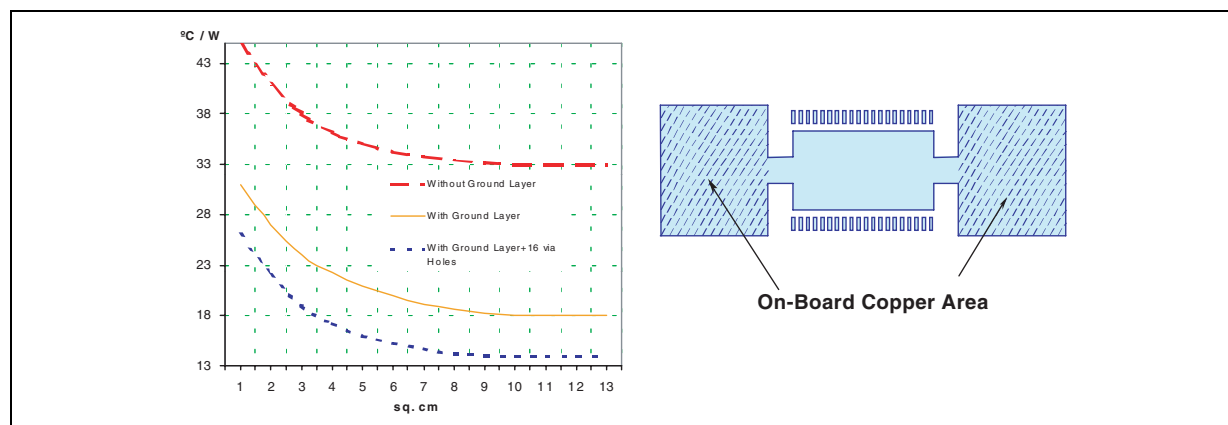 ºC / W
43
38
33
28
23
18
13
1 2 3 4 5 6 7 8 9 10 11 12 13
sq. cm
Without Ground Layer
With Ground Layer
With Ground Layer+16 via
Holes
On-Board Copper Area